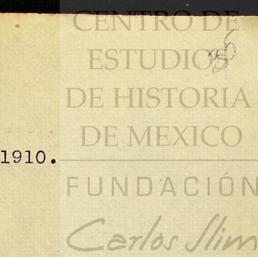 CENTRO DE
ESTUDIOS
DE HISTORIA
DE MEXICO
1910.
FUNDACIÓN
Carlos Slim